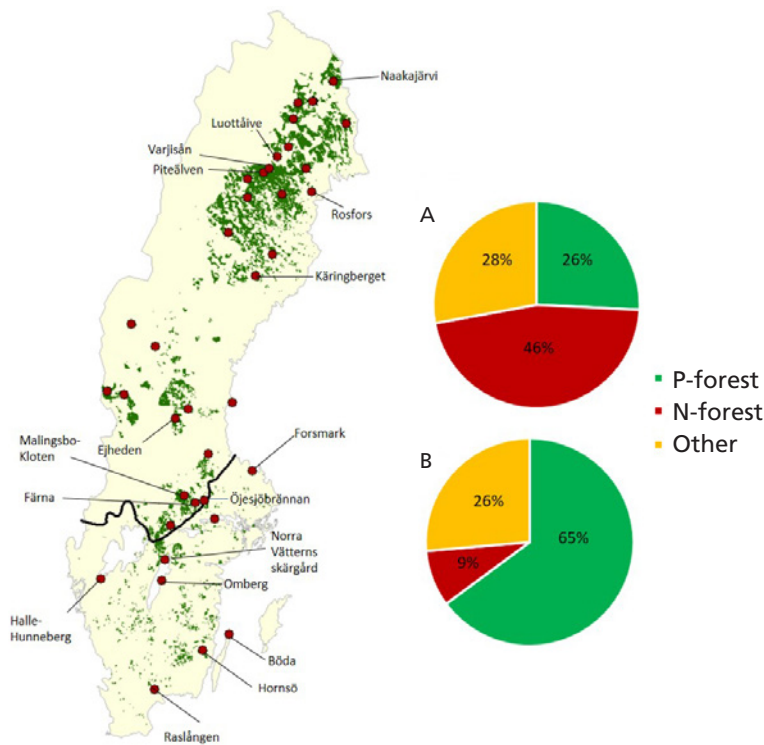 Naakajärvi
Luottåive
Varjisån
Piteälven
Rosfors
Käringberget
A
28%
26%
46%
P-forest
N-forest
Other
B
26%
65%
9%
Ejheden
Malingsbo-
Kloten
Forsmark
Färna
Öjesjöbrännan
Norra
Vätterns
skärgård
Omberg
Halle-
Hunneberg
Böda
Hornsö
Raslången